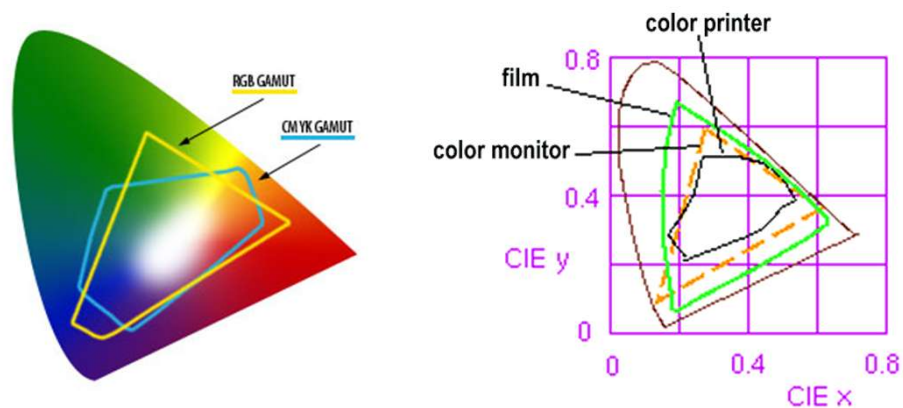 RGB GAMUT
CMYK GAMUT
color printer
film
color monitor
0.8
0.4
CIE y
0
0
0.4
0.8
CIE x